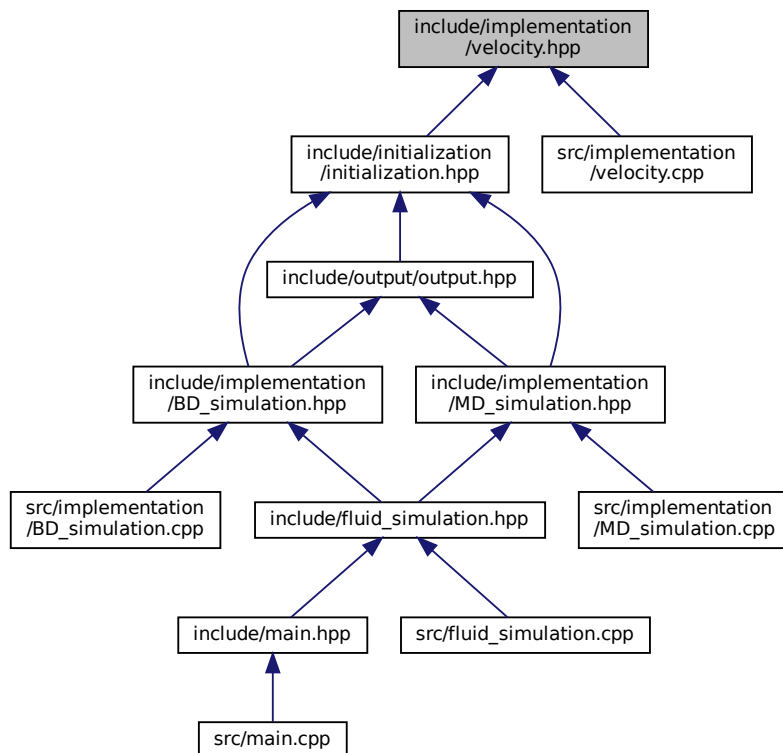 include/implementation
/velocity.hpp
include/initialization
/initialization.hpp
src/implementation
/velocity.cpp
include/output/output.hpp
include/implementation
/BD_simulation.hpp
include/implementation
/MD_simulation.hpp
src/implementation
/BD_simulation.cpp
include/fluid_simulation.hpp
src/implementation
/MD_simulation.cpp
include/main.hpp
src/fluid_simulation.cpp
src/main.cpp